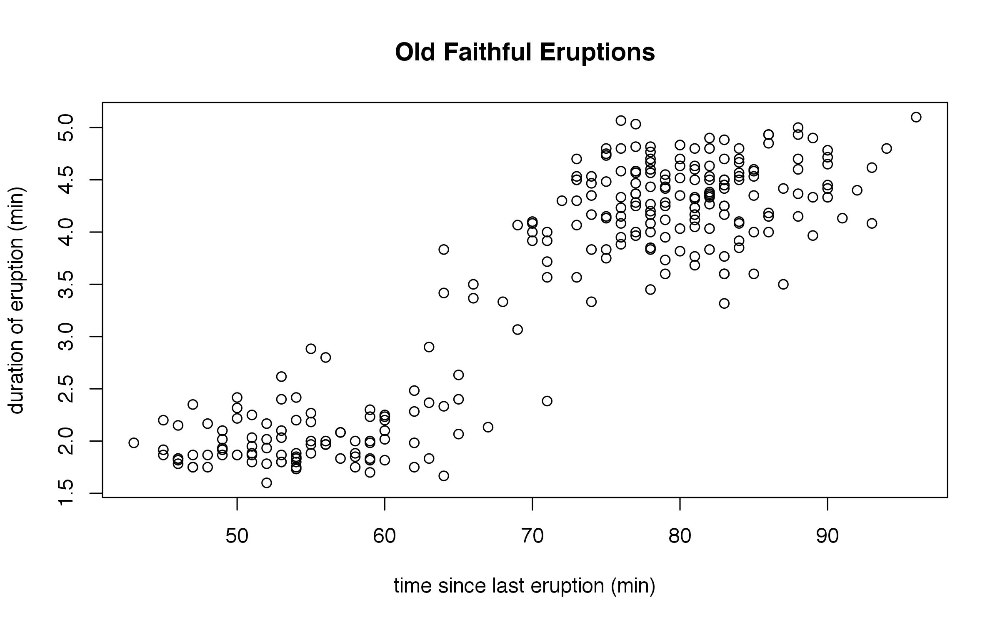 Old Faithful Eruptions
duration of eruption (min)
5.0
4.5
4.0
3.5
3.0
2.5
2.0
1.5
50 60 70 80 90
time since last eruption (min)